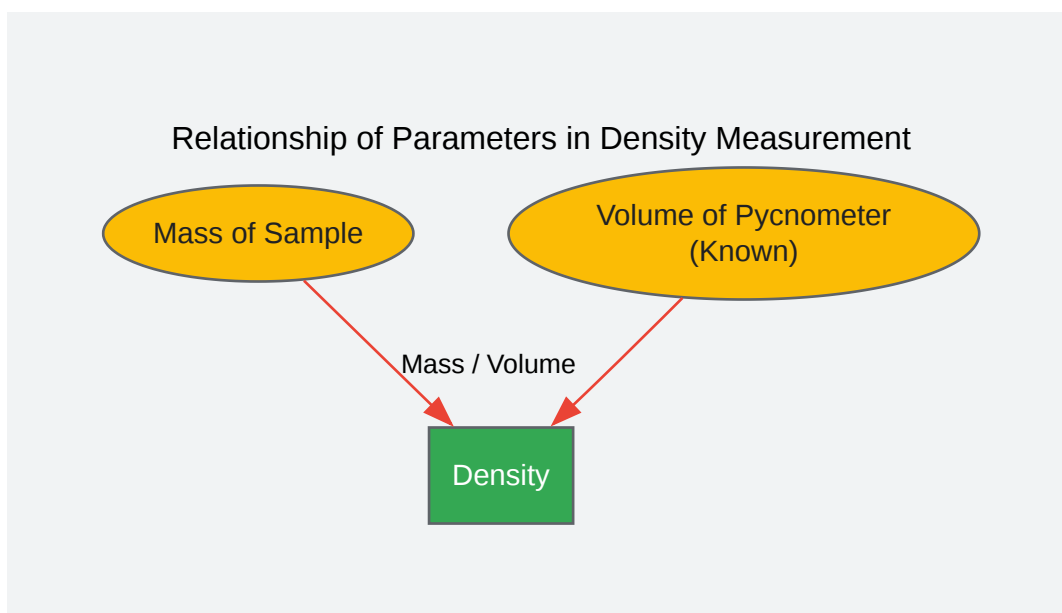 Relationship of Parameters in Density Measurement
Mass of Sample
Volume of Pycnometer
(Known)
Mass / Volume
Density